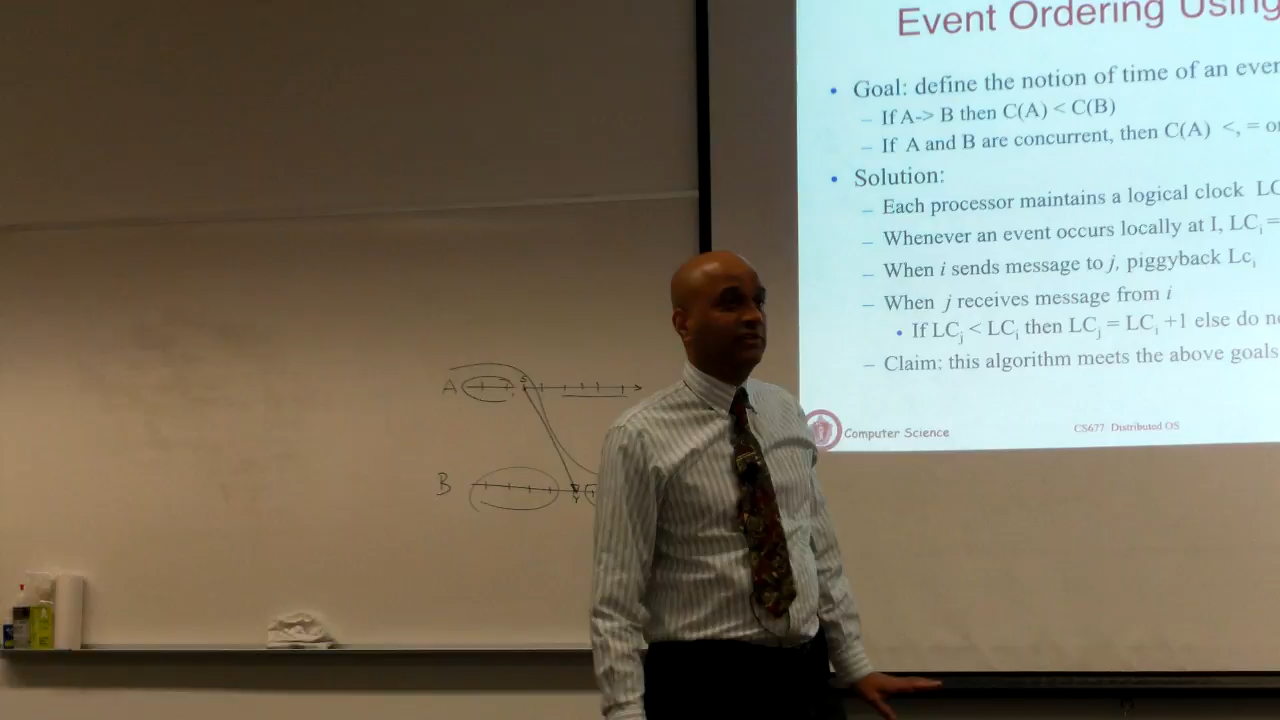 Event Ordering Using
• Goal: define the notion of time of an even
– If A-> B then C(A) < C(B)
– If A and B are concurrent, then C(A) <, = o
• Solution:
– Each processor maintains a logical clock LC
– Whenever an event occurs locally at I, LCi =
– When i sends message to j, piggyback Lci
– When j receives message from i
• If LCj < LCi then LCj = LCi +1 else do n
– Claim: this algorithm meets the above goals
Computer Science
CS677 Distributed OS
A
B